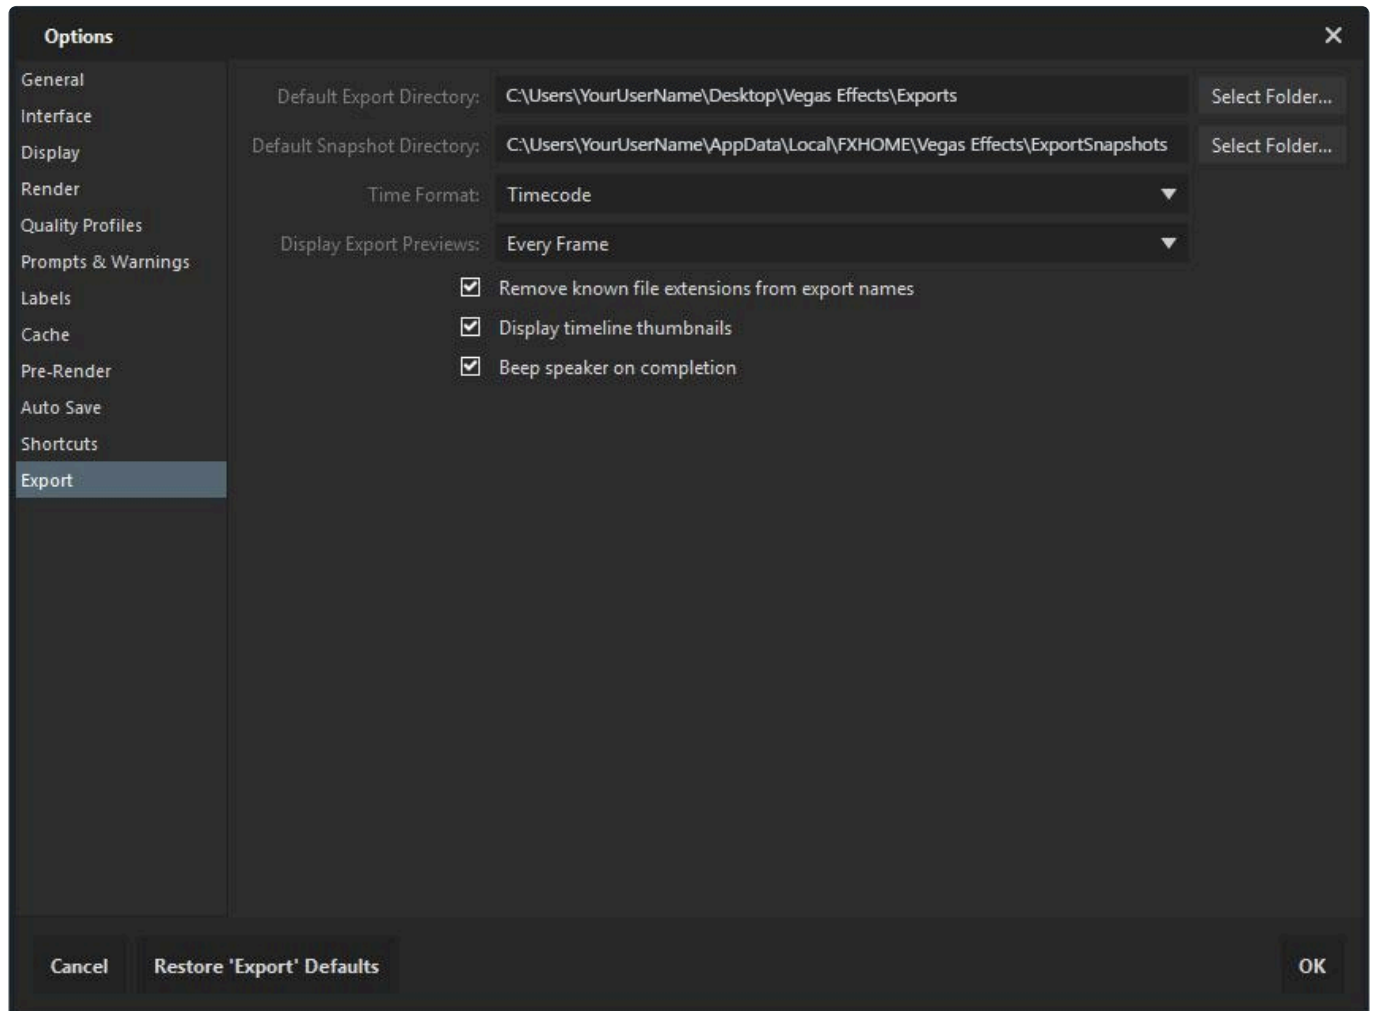 Options
General
Interface
Display
Render
Quality Profiles
Prompts & Warnings
Labels
Cache
Pre-Render
Auto Save
Shortcuts
Export
Default Export Directory: C:\Users\YourUserName\Desktop\Vegas Effects\Exports Select Folder...
Default Snapshot Directory: C:\Users\YourUserName\AppData\Local\FXHOME\Vegas Effects\ExportSnapshots Select Folder...
Time Format: Timecode
Display Export Previews: Every Frame
Remove known file extensions from export names
Display timeline thumbnails
Beep speaker on completion
Cancel Restore 'Export' Defaults OK